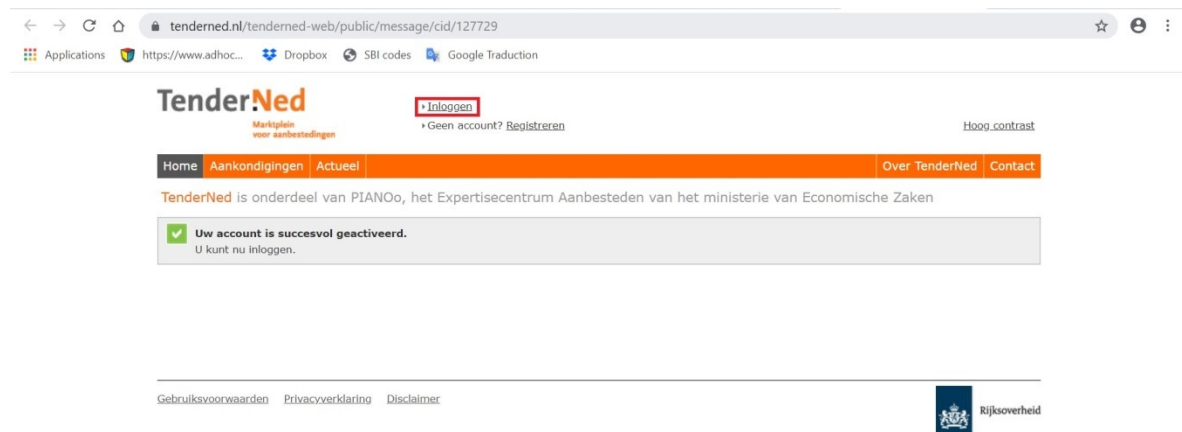 tenderned.nl/tenderned-web/public/message/cid/127729
Applications https://www.adhoc... Dropbox SBI codes Google Traduction
TenderNed
Marktplein
voor aanbestedingen
Inloggen
Geen account? Registreren
Hoog contrast
Home Aankondigingen Actueel Over TenderNed Contact
TenderNed is onderdeel van PIANOo, het Expertisecentrum Aanbesteden van het ministerie van Economische Zaken
Uw account is succesvol geactiveerd.
U kunt nu inloggen.
Gebruiksvoorwaarden Privacyverklaring Disclaimer
Rijksoverheid